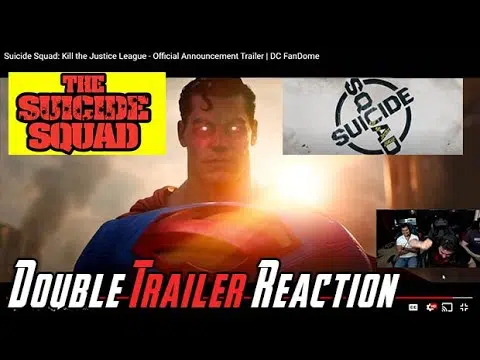 Suicide Squad: Kill the Justice League - Official Announcement Trailer | DC FanDome
THE
SUICIDE
SQUAD
SUICIDE
SQUAD
DOUBLE TRAILER REACTION